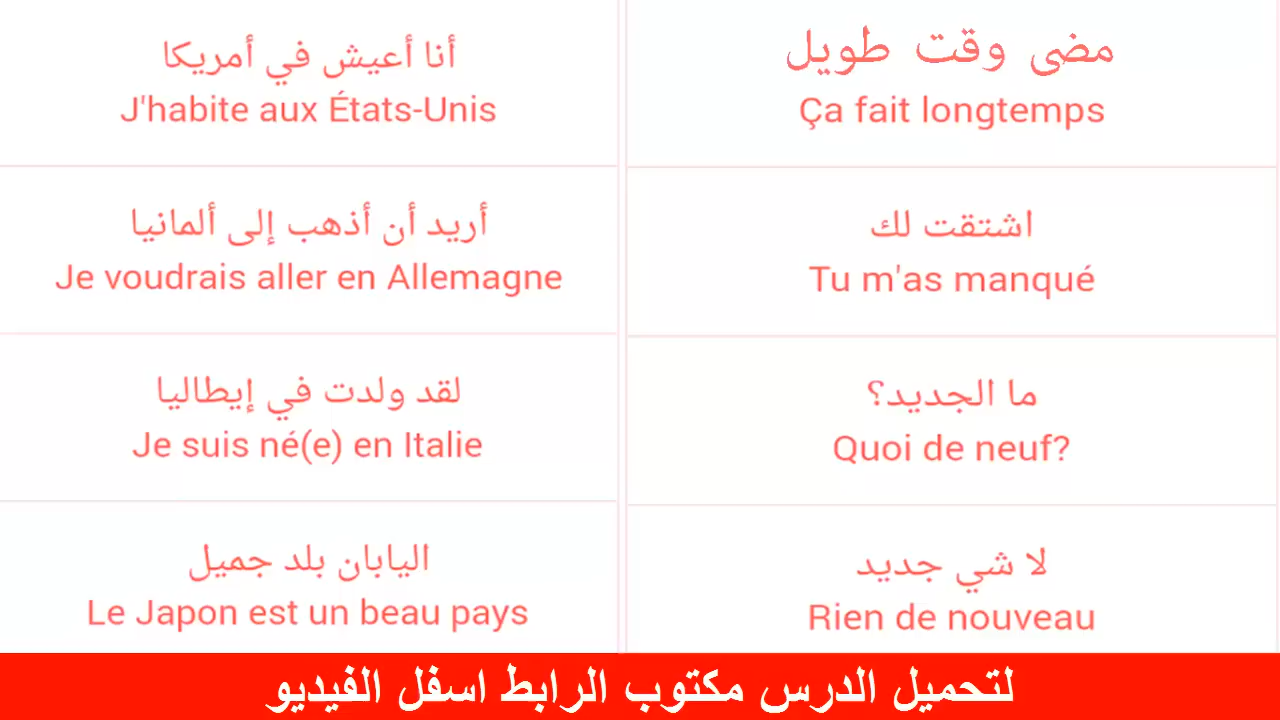 أنا أعيش في أمريكا
J'habite aux États-Unis
أريد أن أذهب إلى ألمانيا
Je voudrais aller en Allemagne
لقد ولدت في إيطاليا
Je suis né(e) en Italie
اليابان بلد جميل
Le Japon est un beau pays
مضى وقت طويل
Ça fait longtemps
اشتقت لك
Tu m'as manqué
ما الجديد؟
Quoi de neuf?
لا شي جديد
Rien de nouveau
لتحميل الدرس مكتوب الرابط اسفل الفيديو